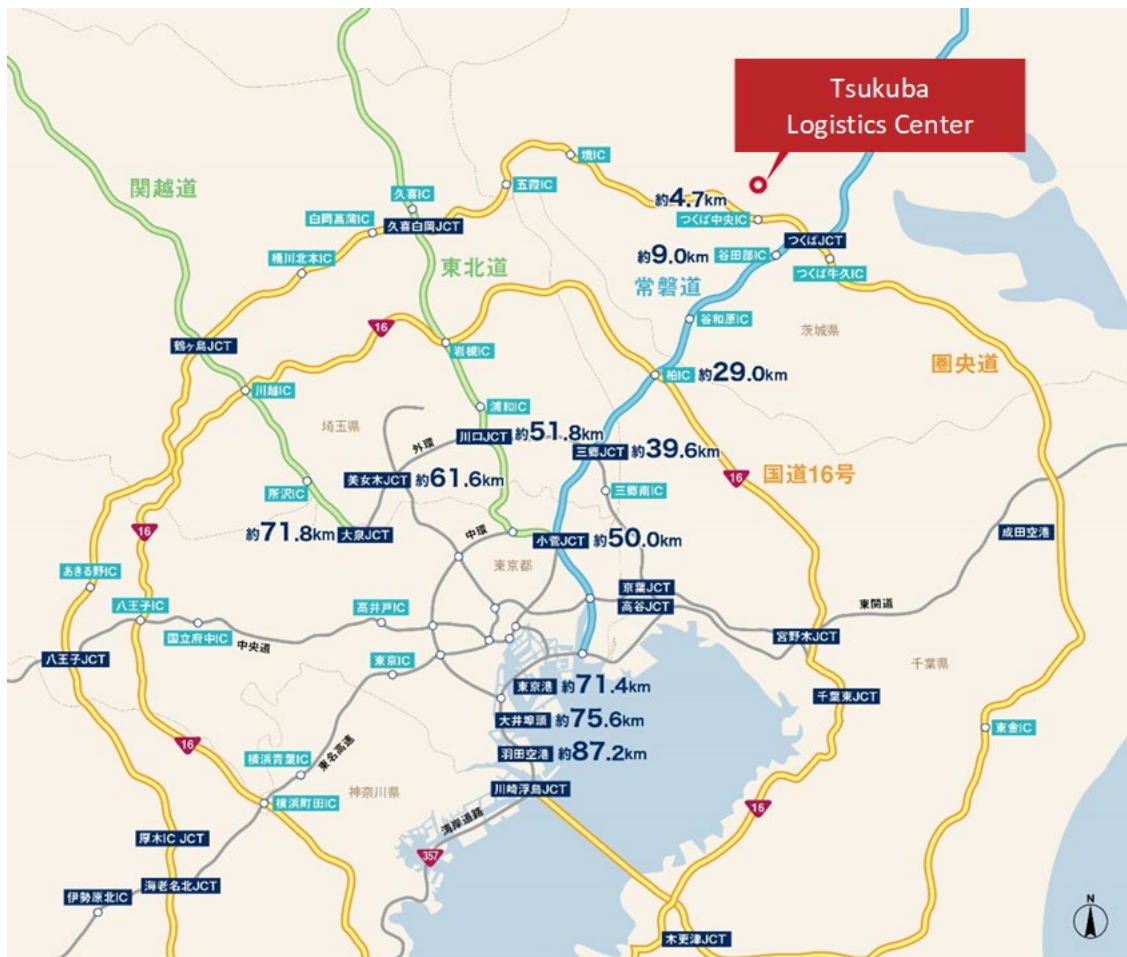 Tsukuba
Logistics Center
境IC
関越道
久喜IC
五霞IC
約4.7km
つくば中央IC
白岡菖蒲IC
久喜白岡JCT
つくばJCT
約9.0km
谷田部IC
桶川北本IC
東北道
つくば牛久IC
常磐道
谷和原IC
茨城県
16
鶴ヶ島JCT
岩槻IC
圏央道
柏IC
約29.0km
川越IC
浦和IC
埼玉県
外環
川口JCT
約51.8km
三郷JCT
約39.6km
美女木JCT
約61.6km
国道16号
16
所沢IC
三郷南IC
約71.8km
大泉JCT
中環
小菅JCT
約50.0km
成田空港
16
東京都
あきる野IC
京葉JCT
高谷JCT
東関道
八王子IC
高井戸IC
国立府中IC
中央道
宮野木JCT
八王子JCT
東京IC
千葉県
東京港
約71.4km
千葉東JCT
大井埠頭
約75.6km
東金IC
16
横浜青葉IC
東名高速
羽田空港
約87.2km
神奈川県
川崎浮島JCT
横浜町田IC
16
湾岸道路
厚木IC JCT
357
海老名北JCT
伊勢原北IC
N
木更津JCT